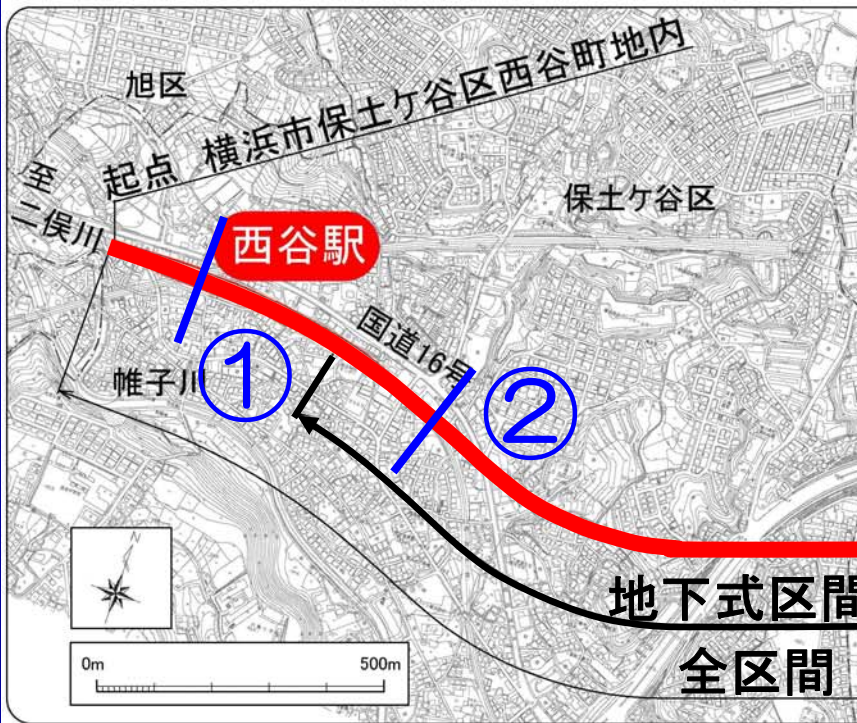 旭区
起点 横浜市保土ケ谷区西谷町地内
至
二俣川
保土ケ谷区
西谷駅
国道16号
①
帷子川
②
N
地下式区間
全区間
0m 500m